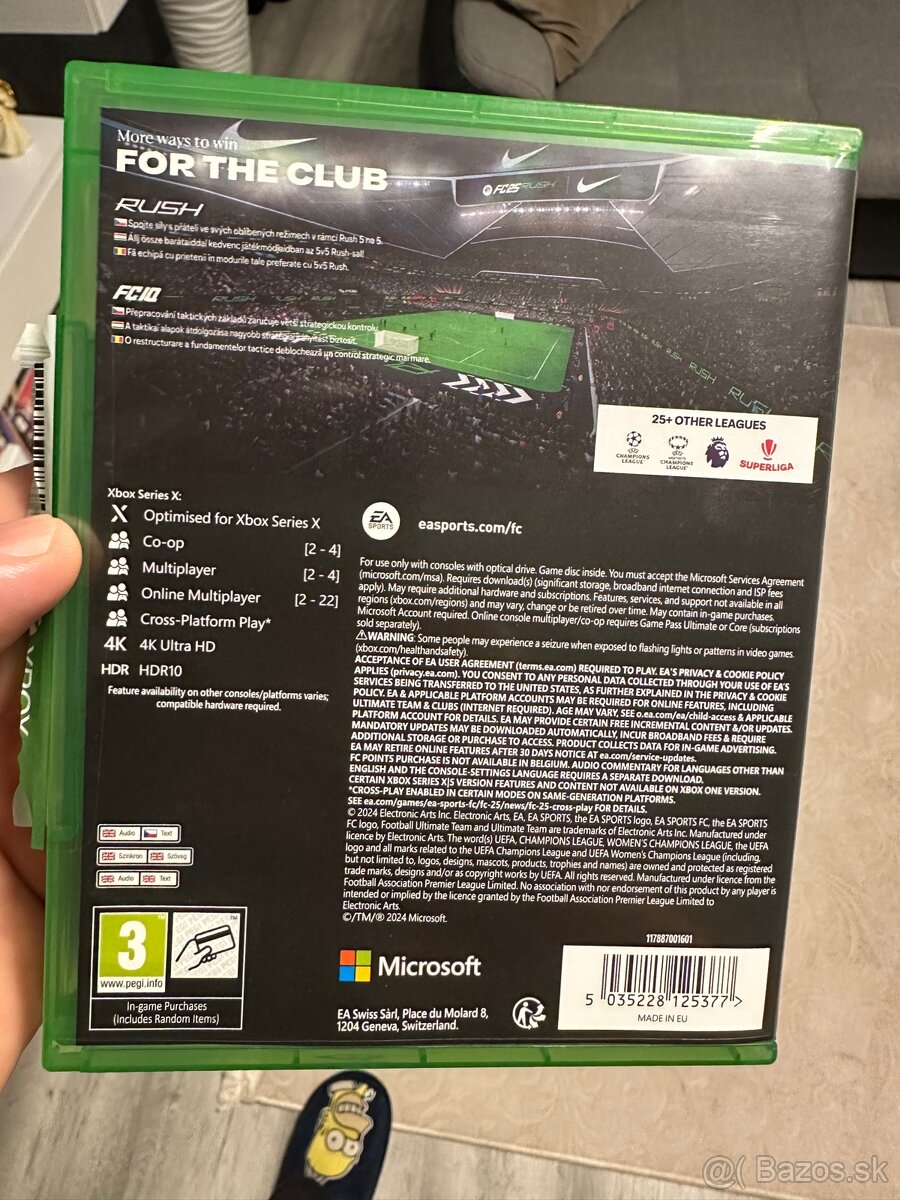 More ways to win
FOR THE CLUB
FC25 RUSH
RUSH
Spojte síly s přáteli ve svých oblíbených režimech v rámci Rush 5 na 5.
Állj össze barátaiddal kedvenc játékmódjaidban az 5v5 Rush-sal!
Fă echipă cu prietenii in modurile tale preferate cu 5v5 Rush.
FC IQ
Přepracování taktických základů zaručuje větší strategickou kontrolu.
A taktikai alapok átdolgozása nagyobb stratégiai irányítást biztosít.
O restructurare a fundamentelor tactice deblochează un control strategic mai mare.
RUSH
RUSH
RUSH
RUSH
RUSH
25+ OTHER LEAGUES
CHAMPIONS LEAGUE
WOMEN'S CHAMPIONS LEAGUE
SUPERLIGA
Xbox Series X:
Optimised for Xbox Series X
Co-op [2 - 4]
Multiplayer [2 - 4]
Online Multiplayer [2 - 22]
Cross-Platform Play*
4K 4K Ultra HD
HDR HDR10
Feature availability on other consoles/platforms varies;
compatible hardware required.
EA SPORTS
easports.com/fc
For use only with consoles with optical drive. Game disc inside. You must accept the Microsoft Services Agreement
(microsoft.com/msa). Requires download(s) (significant storage, broadband internet connection and ISP fees
apply). May require additional hardware and subscriptions. Features, services, and support not available in all
regions (xbox.com/regions) and may vary, change or be retired over time. May contain in-game purchases.
Microsoft Account required. Online console multiplayer/co-op requires Game Pass Ultimate or Core (subscriptions
sold separately).
WARNING: Some people may experience a seizure when exposed to flashing lights or patterns in video games.
(xbox.com/healthandsafety).
ACCEPTANCE OF EA USER AGREEMENT (terms.ea.com) REQUIRED TO PLAY. EA'S PRIVACY & COOKIE POLICY
APPLIES (privacy.ea.com). YOU CONSENT TO ANY PERSONAL DATA COLLECTED THROUGH YOUR USE OF EA'S
SERVICES BEING TRANSFERRED TO THE UNITED STATES, AS FURTHER EXPLAINED IN THE PRIVACY & COOKIE
POLICY. EA & APPLICABLE PLATFORM ACCOUNTS MAY BE REQUIRED FOR ONLINE FEATURES, INCLUDING
ULTIMATE TEAM & CLUBS (INTERNET REQUIRED). AGE MAY VARY, SEE o.ea.com/ea/child-access & APPLICABLE
PLATFORM ACCOUNT FOR DETAILS. EA MAY PROVIDE CERTAIN FREE INCREMENTAL CONTENT &/OR UPDATES.
MANDATORY UPDATES MAY BE DOWNLOADED AUTOMATICALLY, INCUR BROADBAND FEES & REQUIRE
ADDITIONAL STORAGE OR PURCHASE TO ACCESS. PRODUCT COLLECTS DATA FOR IN-GAME ADVERTISING.
EA MAY RETIRE ONLINE FEATURES AFTER 30 DAYS NOTICE AT ea.com/service-updates.
FC POINTS PURCHASE IS NOT AVAILABLE IN BELGIUM. AUDIO COMMENTARY FOR LANGUAGES OTHER THAN
ENGLISH AND THE CONSOLE-SETTINGS LANGUAGE REQUIRES A SEPARATE DOWNLOAD.
CERTAIN XBOX SERIES X|S VERSION FEATURES AND CONTENT NOT AVAILABLE ON XBOX ONE VERSION.
*CROSS-PLAY ENABLED IN CERTAIN MODES ON SAME-GENERATION PLATFORMS.
SEE ea.com/games/ea-sports-fc/fc-25/news/fc-25-cross-play FOR DETAILS.
© 2024 Electronic Arts Inc. Electronic Arts, EA, EA SPORTS, the EA SPORTS logo, EA SPORTS FC, the EA SPORTS
FC logo, Football Ultimate Team and Ultimate Team are trademarks of Electronic Arts Inc. Manufactured under
licence by Electronic Arts. The word(s) UEFA, CHAMPIONS LEAGUE, WOMEN'S CHAMPIONS LEAGUE, the UEFA
logo and all marks related to the UEFA Champions League and UEFA Women's Champions League (including,
but not limited to, logos, designs, mascots, products, trophies and names) are owned and protected as registered
trade marks, designs and/or as copyright works by UEFA. All rights reserved. Manufactured under licence from the
Football Association Premier League Limited. No association with nor endorsement of this product by any player is
intended or implied by the licence granted by the Football Association Premier League Limited to
Electronic Arts.
©/TM/® 2024 Microsoft.
Audio Text
Szinkron Szöveg
Audio Text
3
www.pegi.info
In-game Purchases
(Includes Random Items)
Microsoft
EA Swiss Sàrl, Place du Molard 8,
1204 Geneva, Switzerland.
117887001601
5 035228 125377 >
MADE IN EU
XBOX
@( Bazos.sk